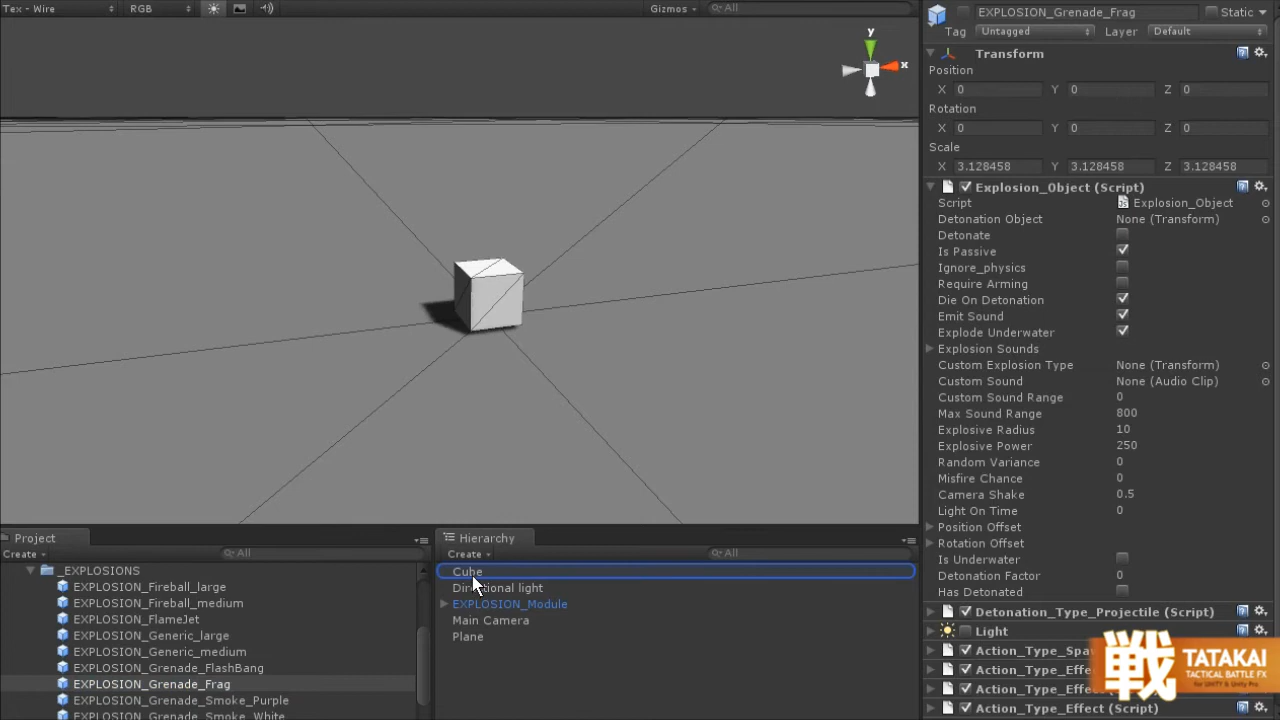 Tex - Wire RGB Gizmos All
y
x
Project
Create All
_EXPLOSIONS
EXPLOSION_Fireball_large
EXPLOSION_Fireball_medium
EXPLOSION_FlameJet
EXPLOSION_Generic_large
EXPLOSION_Generic_medium
EXPLOSION_Grenade_FlashBang
EXPLOSION_Grenade_Frag
EXPLOSION_Grenade_Smoke_Purple
EXPLOSION_Grenade_Smoke_White
Hierarchy
Create All
Cube
Directional light
EXPLOSION_Module
Main Camera
Plane
EXPLOSION_Grenade_Frag Static
Tag Untagged Layer Default
Transform
Position
X 0 Y 0 Z 0
Rotation
X 0 Y 0 Z 0
Scale
X 3.128458 Y 3.128458 Z 3.128458
Explosion_Object (Script)
Script Explosion_Object
Detonation Object None (Transform)
Detonate
Is Passive
Ignore_physics
Require Arming
Die On Detonation
Emit Sound
Explode Underwater
Explosion Sounds
Custom Explosion Type None (Transform)
Custom Sound None (Audio Clip)
Custom Sound Range 0
Max Sound Range 800
Explosive Radius 10
Explosive Power 250
Random Variance 0
Misfire Chance 0
Camera Shake 0.5
Light On Time 0
Position Offset
Rotation Offset
Is Underwater
Detonation Factor 0
Has Detonated
Detonation_Type_Projectile (Script)
Light
Action_Type_Spa
Action_Type_Effe
Action_Type_Effe
Action_Type_Effect (Script)
戦 TATAKAI
TACTICAL BATTLE FX
for UNITY & Unity Pro